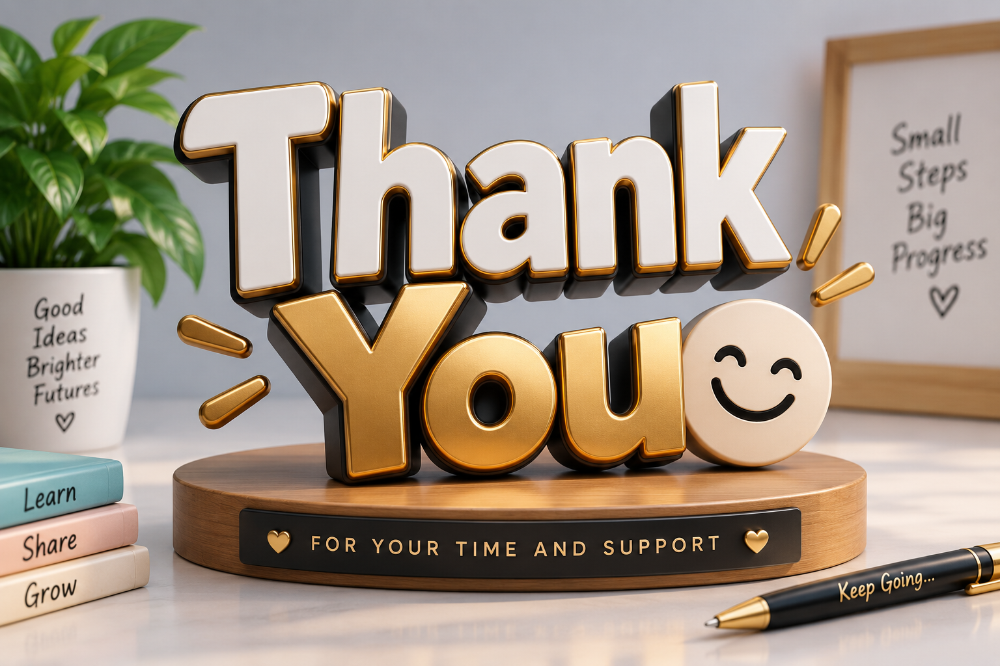 Thank
You
FOR YOUR TIME AND SUPPORT
Good
Ideas
Brighter
Futures
Small
Steps
Big
Progress
Learn
Share
Grow
Keep Going...